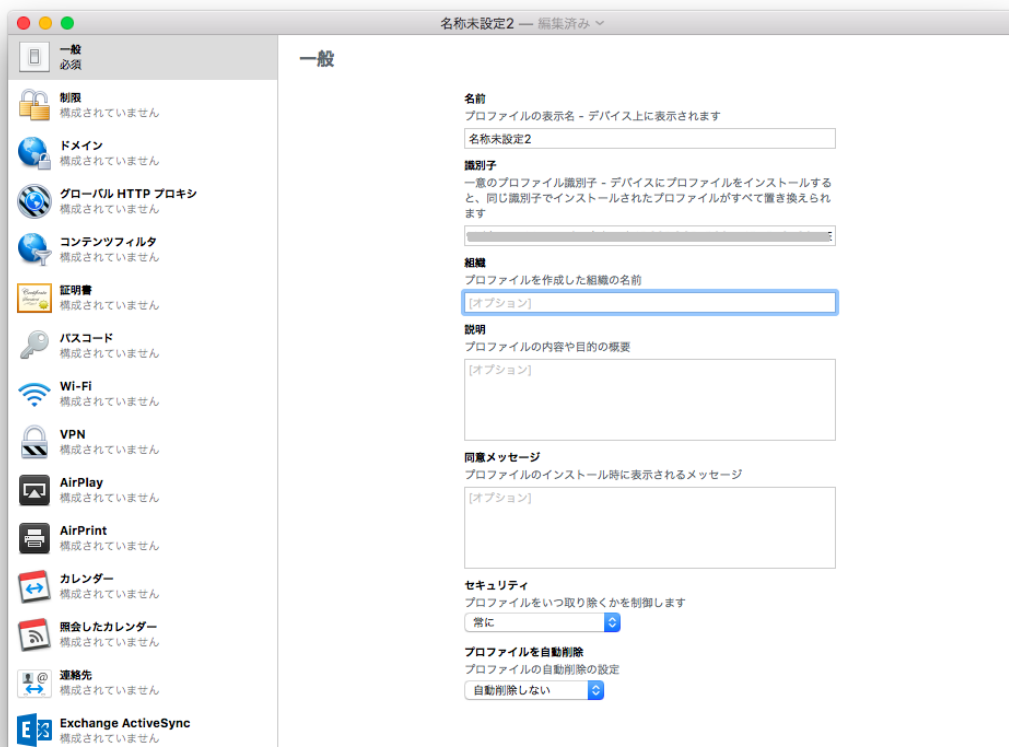 名称未設定2 — 編集済み
一般
必須
制限
構成されていません
ドメイン
構成されていません
グローバル HTTP プロキシ
構成されていません
コンテンツフィルタ
構成されていません
証明書
構成されていません
パスコード
構成されていません
Wi-Fi
構成されていません
VPN
構成されていません
AirPlay
構成されていません
AirPrint
構成されていません
カレンダー
構成されていません
照会したカレンダー
構成されていません
連絡先
構成されていません
Exchange ActiveSync
構成されていません
一般
名前
プロファイルの表示名 - デバイス上に表示されます
名称未設定2
識別子
一意のプロファイル識別子 - デバイスにプロファイルをインストールする
と、同じ識別子でインストールされたプロファイルがすべて置き換えられ
ます
組織
プロファイルを作成した組織の名前
[オプション]
説明
プロファイルの内容や目的の概要
[オプション]
同意メッセージ
プロファイルのインストール時に表示されるメッセージ
[オプション]
セキュリティ
プロファイルをいつ取り除くかを制御します
常に
プロファイルを自動削除
プロファイルの自動削除の設定
自動削除しない